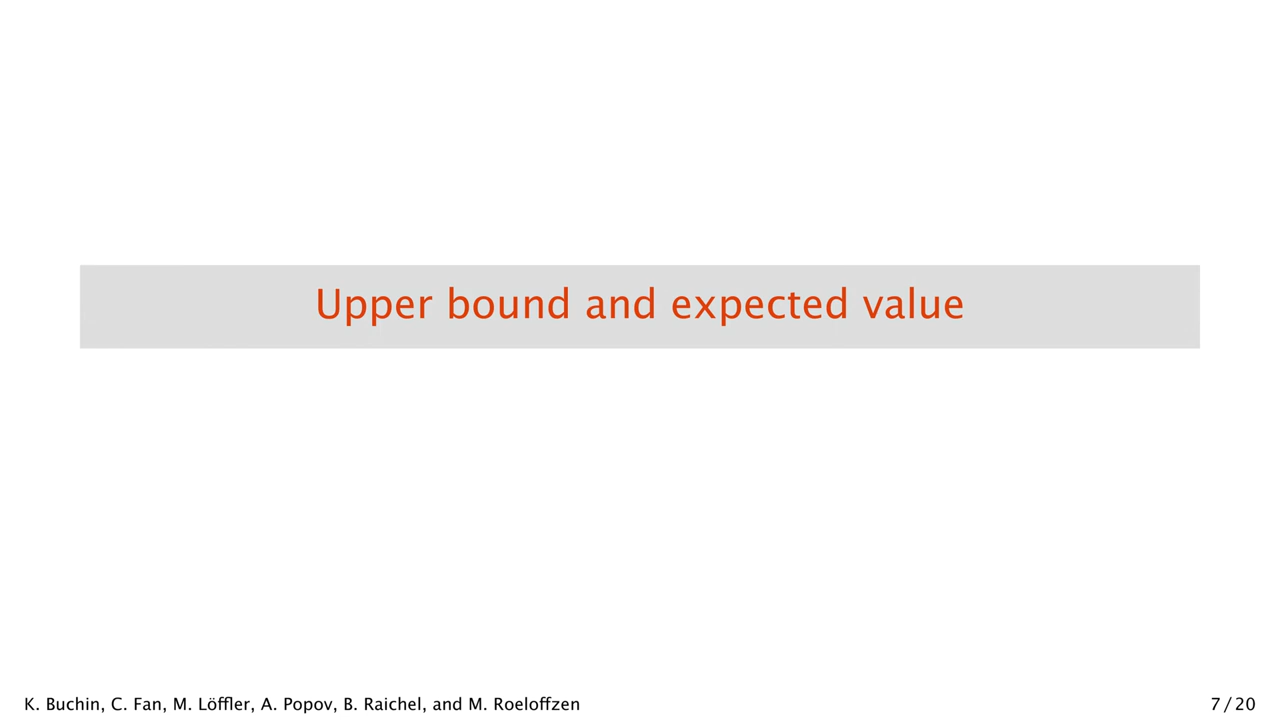 Upper bound and expected value
K. Buchin, C. Fan, M. Löffler, A. Popov, B. Raichel, and M. Roeloffzen
7 / 20